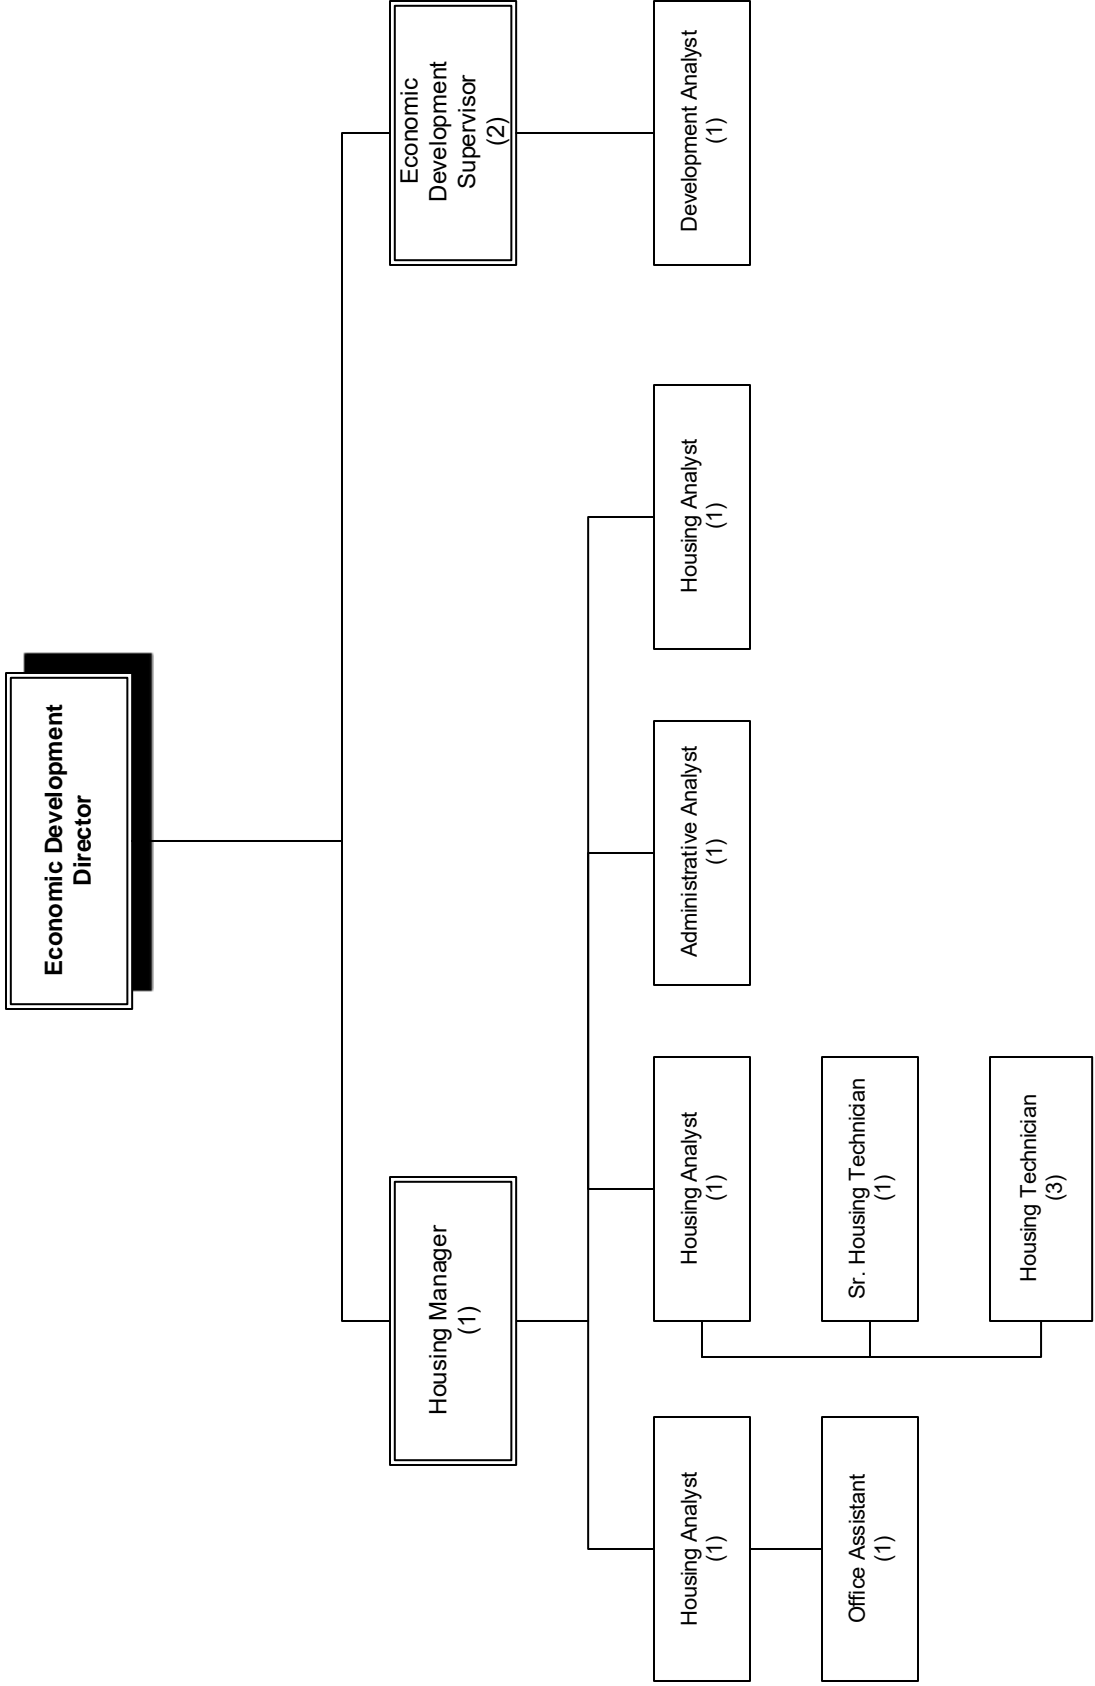 Economic Development
Director
Housing Manager
(1)
Economic
Development
Supervisor
(2)
Housing Analyst
(1)
Housing Analyst
(1)
Administrative Analyst
(1)
Housing Analyst
(1)
Development Analyst
(1)
Office Assistant
(1)
Sr. Housing Technician
(1)
Housing Technician
(3)